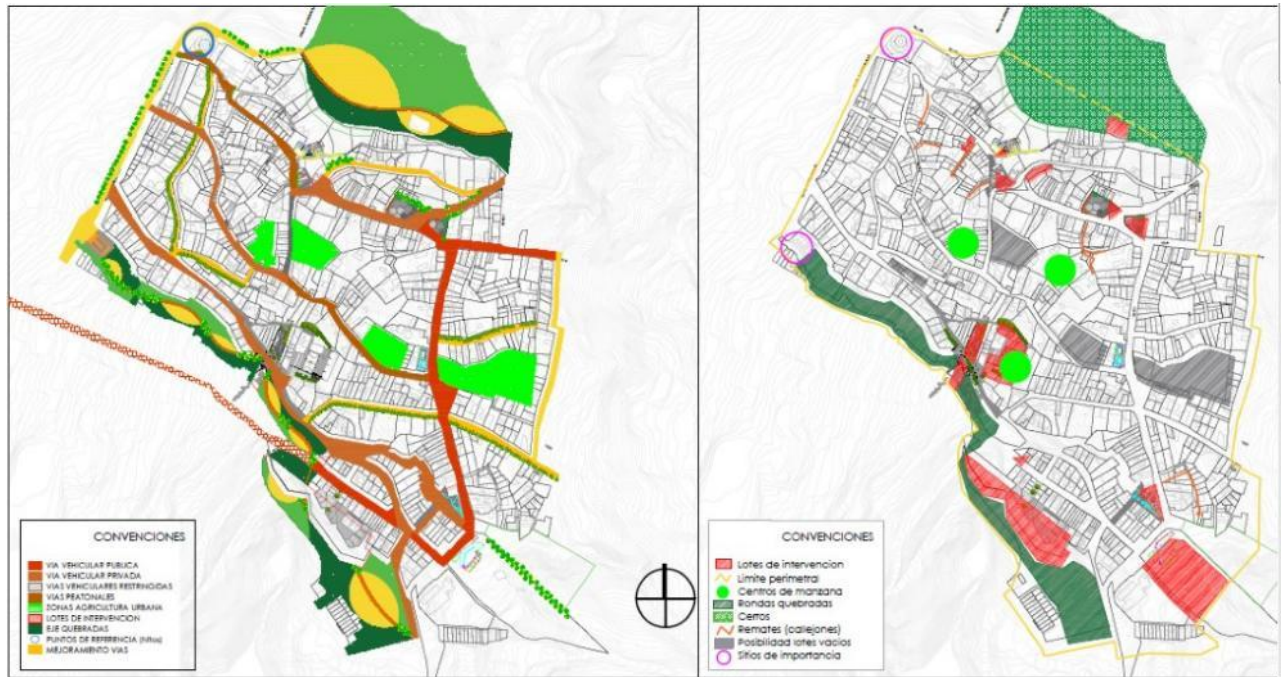 CONVENCIONES
VIA VEHICULAR PUBLICA
VIA VEHICULAR PRIVADA
VIAS VEHICULARES RESTRINGIDAS
VIAS PEATONALES
ZONAS AGRICULTURA URBANA
LOTES DE INTERVENCION
EJE QUEBRADAS
PUNTOS DE REFERENCIA (hitos)
MEJORAMIENTO VIAS
CONVENCIONES
Lotes de intervencion
Limite perimetral
Centros de manzana
Rondas quebradas
Cerros
Remates (callejones)
Posibilidad lotes vacios
Sitios de importancia